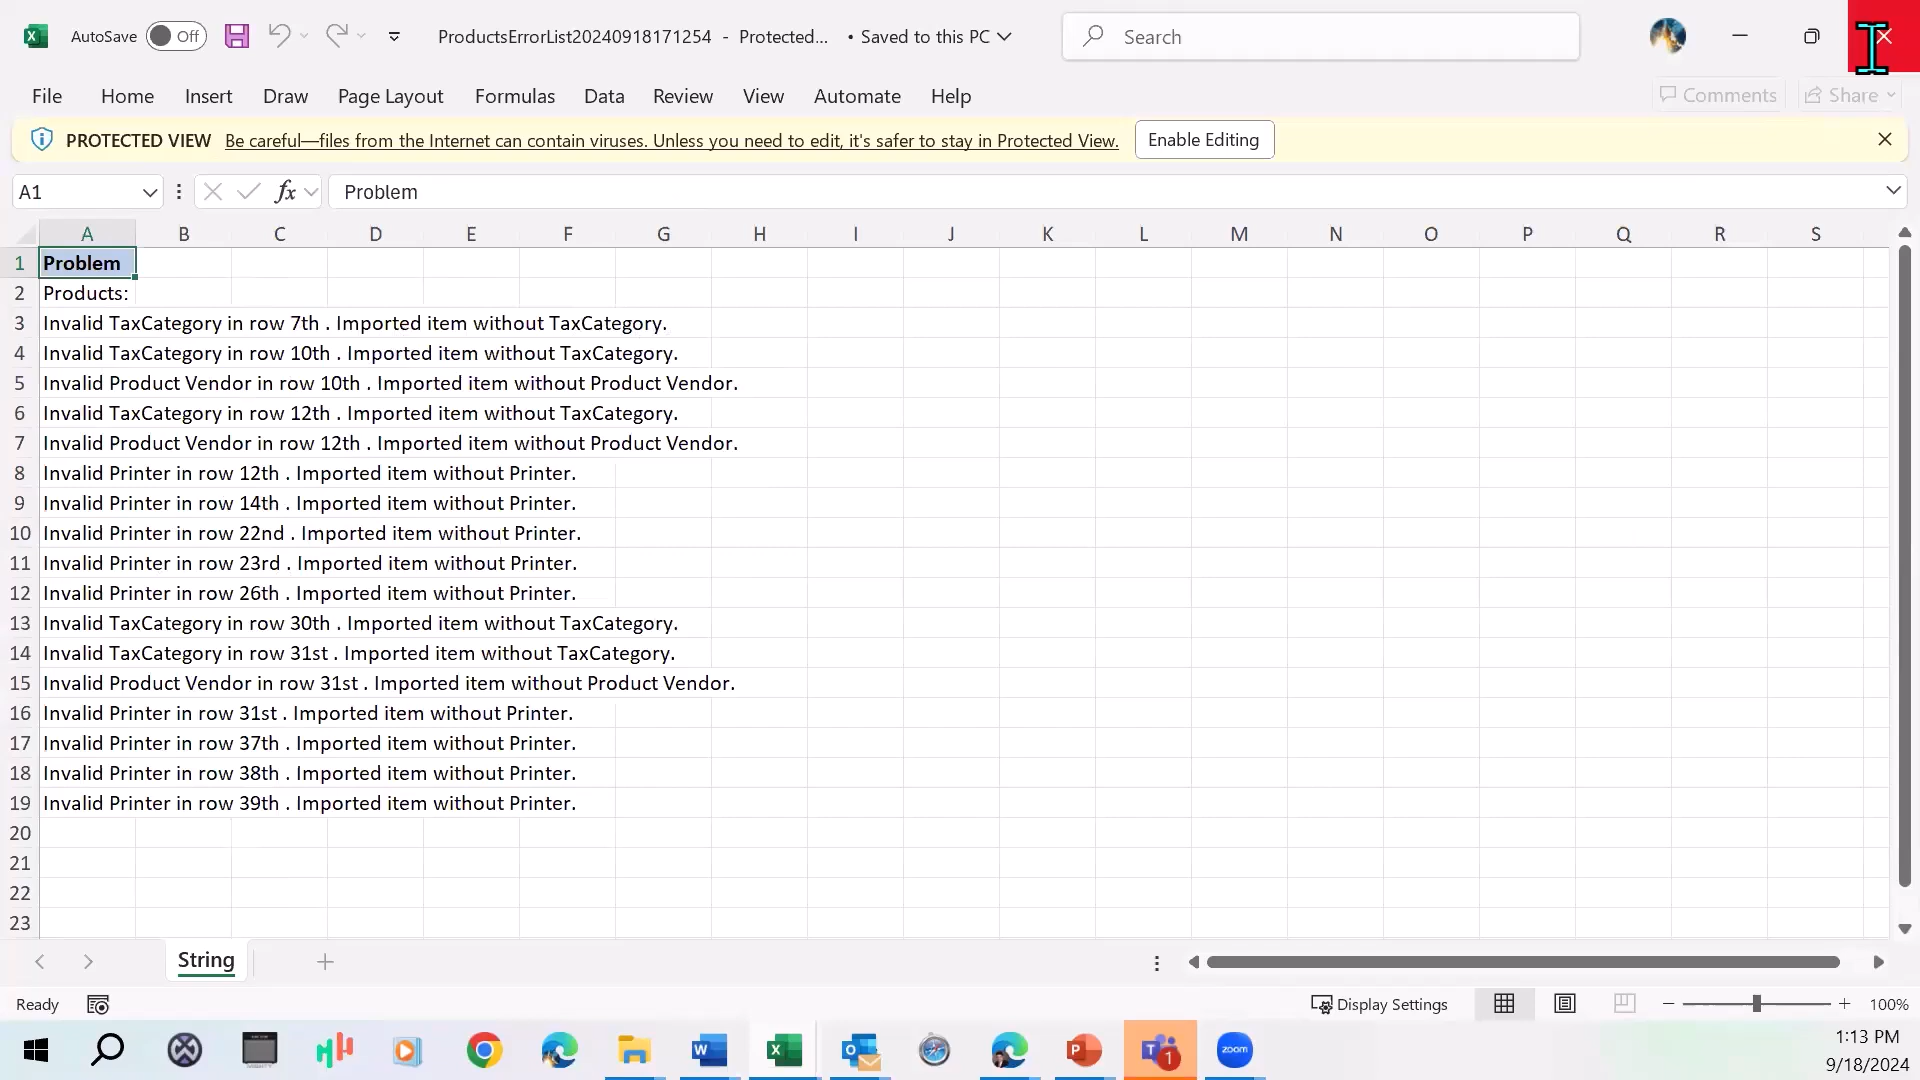 AutoSave Off ProductsErrorList20240918171254 - Protected... • Saved to this PC Search
File Home Insert Draw Page Layout Formulas Data Review View Automate Help Comments Share
PROTECTED VIEW Be careful—files from the Internet can contain viruses. Unless you need to edit, it's safer to stay in Protected View. Enable Editing
A1 fx Problem
A B C D E F G H I J K L M N O P Q R S
1 Problem
2 Products:
3 Invalid TaxCategory in row 7th . Imported item without TaxCategory.
4 Invalid TaxCategory in row 10th . Imported item without TaxCategory.
5 Invalid Product Vendor in row 10th . Imported item without Product Vendor.
6 Invalid TaxCategory in row 12th . Imported item without TaxCategory.
7 Invalid Product Vendor in row 12th . Imported item without Product Vendor.
8 Invalid Printer in row 12th . Imported item without Printer.
9 Invalid Printer in row 14th . Imported item without Printer.
10 Invalid Printer in row 22nd . Imported item without Printer.
11 Invalid Printer in row 23rd . Imported item without Printer.
12 Invalid Printer in row 26th . Imported item without Printer.
13 Invalid TaxCategory in row 30th . Imported item without TaxCategory.
14 Invalid TaxCategory in row 31st . Imported item without TaxCategory.
15 Invalid Product Vendor in row 31st . Imported item without Product Vendor.
16 Invalid Printer in row 31st . Imported item without Printer.
17 Invalid Printer in row 37th . Imported item without Printer.
18 Invalid Printer in row 38th . Imported item without Printer.
19 Invalid Printer in row 39th . Imported item without Printer.
20
21
22
23
String
Ready Display Settings 100%
zoom 1 1:13 PM
9/18/2024